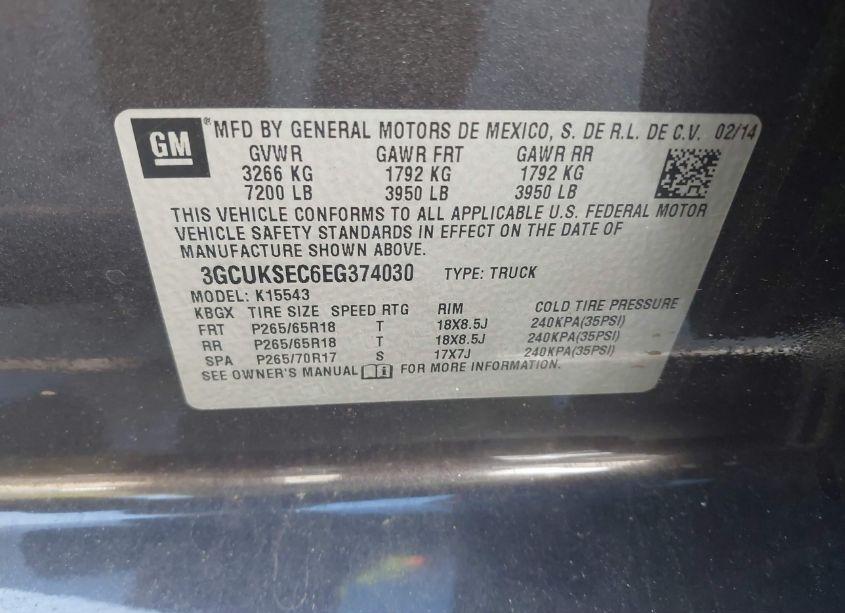 GM ® MFD BY GENERAL MOTORS DE MEXICO, S. DE R.L. DE C.V. 02/14
GVWR GAWR FRT GAWR RR
3266 KG 1792 KG 1792 KG
7200 LB 3950 LB 3950 LB
THIS VEHICLE CONFORMS TO ALL APPLICABLE U.S. FEDERAL MOTOR
VEHICLE SAFETY STANDARDS IN EFFECT ON THE DATE OF
MANUFACTURE SHOWN ABOVE.
3GCUKSEC6EG374030 TYPE: TRUCK
MODEL: K15543
KBGX TIRE SIZE SPEED RTG RIM COLD TIRE PRESSURE
FRT P265/65R18 T 18X8.5J 240KPA(35PSI)
RR P265/65R18 T 18X8.5J 240KPA(35PSI)
SPA P265/70R17 S 17X7J 240KPA(35PSI)
SEE OWNER'S MANUAL i FOR MORE INFORMATION.